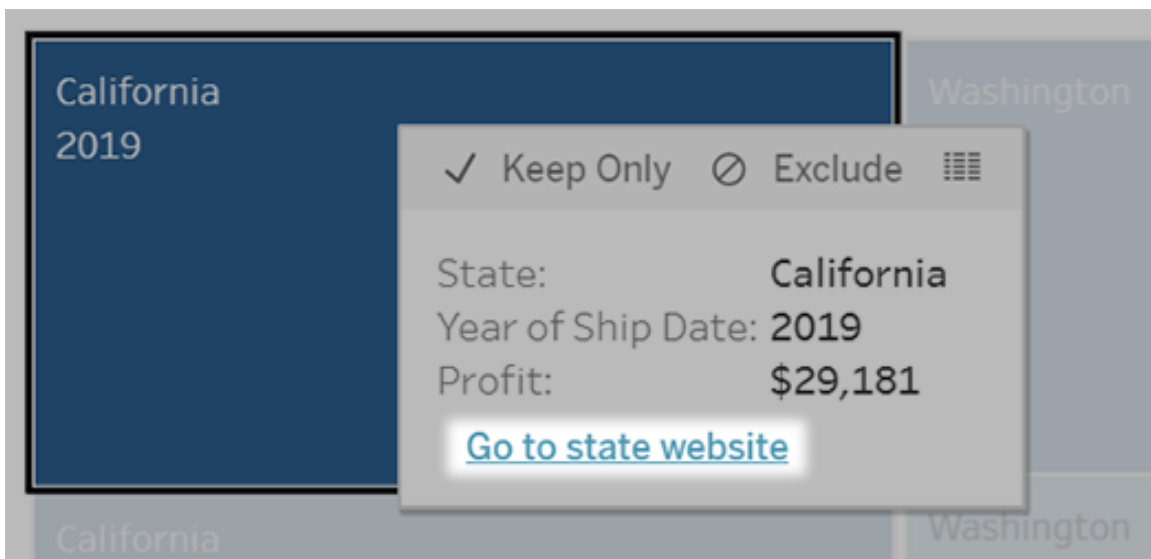 California
2019
Washington
Keep Only Exclude
State: California
Year of Ship Date: 2019
Profit: $29,181
Go to state website
California
Washington